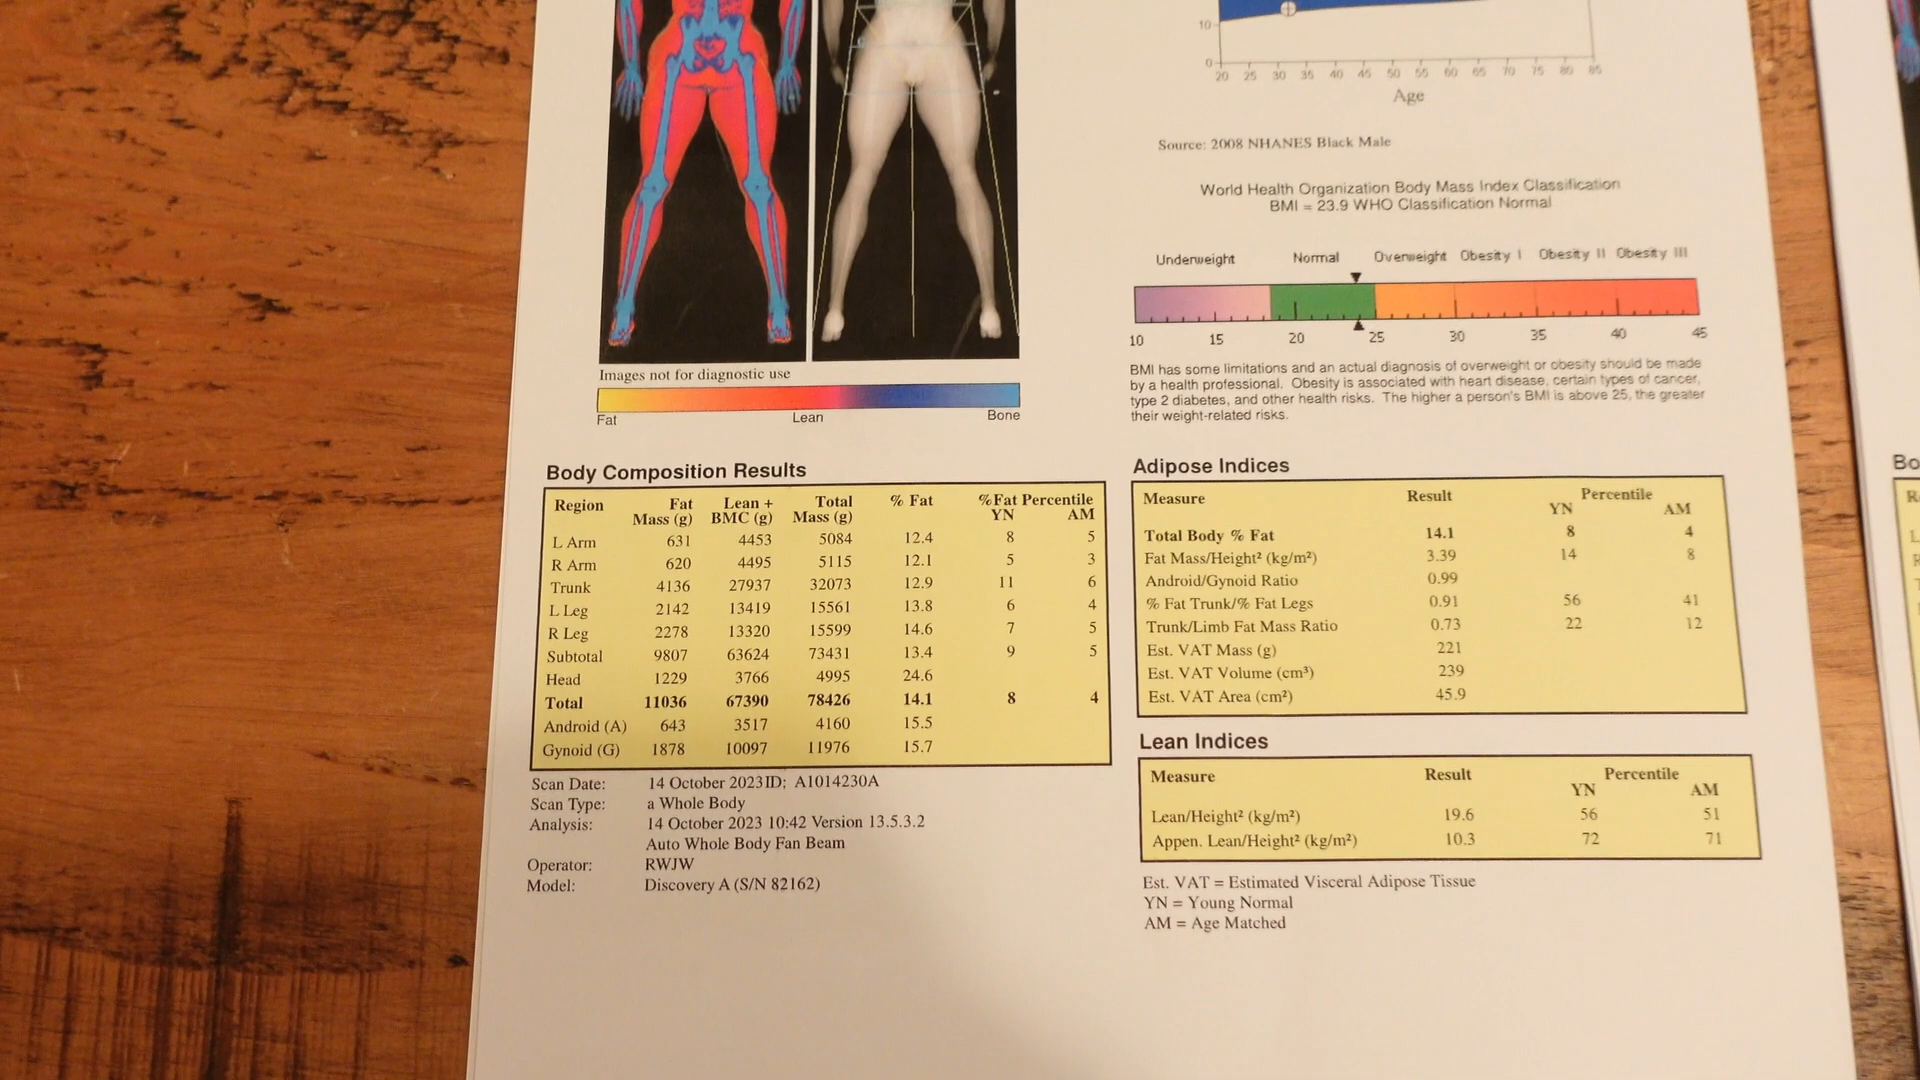 10
0
20 25 30 35 40 45 50 55 60 65 70 75 80 85
Age
Source: 2008 NHANES Black Male
World Health Organization Body Mass Index Classification
BMI = 23.9 WHO Classification Normal
Underweight Normal Overweight Obesity I Obesity II Obesity III
10 15 20 25 30 35 40 45
BMI has some limitations and an actual diagnosis of overweight or obesity should be made
by a health professional. Obesity is associated with heart disease, certain types of cancer,
type 2 diabetes, and other health risks. The higher a person's BMI is above 25, the greater
their weight-related risks.
Images not for diagnostic use
Fat Lean Bone
Body Composition Results
Region Fat Mass (g) Lean + BMC (g) Total Mass (g) % Fat %Fat Percentile YN AM
L Arm 631 4453 5084 12.4 8 5
R Arm 620 4495 5115 12.1 5 3
Trunk 4136 27937 32073 12.9 11 6
L Leg 2142 13419 15561 13.8 6 4
R Leg 2278 13320 15599 14.6 7 5
Subtotal 9807 63624 73431 13.4 9 5
Head 1229 3766 4995 24.6
Total 11036 67390 78426 14.1 8 4
Android (A) 643 3517 4160 15.5
Gynoid (G) 1878 10097 11976 15.7
Scan Date: 14 October 2023 ID: A1014230A
Scan Type: a Whole Body
Analysis: 14 October 2023 10:42 Version 13.5.3.2
Auto Whole Body Fan Beam
Operator: RWJW
Model: Discovery A (S/N 82162)
Adipose Indices
Measure Result Percentile
YN AM
Total Body % Fat 14.1 8 4
Fat Mass/Height² (kg/m²) 3.39 14 8
Android/Gynoid Ratio 0.99
% Fat Trunk/% Fat Legs 0.91 56 41
Trunk/Limb Fat Mass Ratio 0.73 22 12
Est. VAT Mass (g) 221
Est. VAT Volume (cm³) 239
Est. VAT Area (cm²) 45.9
Lean Indices
Measure Result Percentile
YN AM
Lean/Height² (kg/m²) 19.6 56 51
Appen. Lean/Height² (kg/m²) 10.3 72 71
Est. VAT = Estimated Visceral Adipose Tissue
YN = Young Normal
AM = Age Matched
Bo